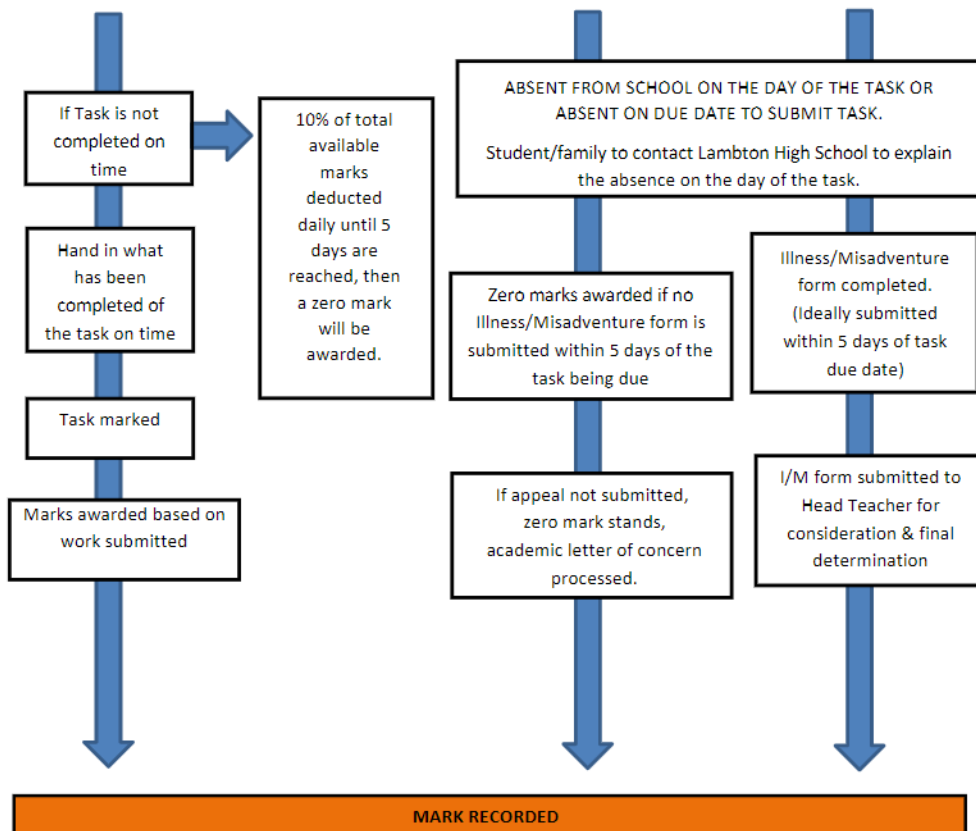 If Task is not
completed on
time
10% of total
available
marks
deducted
daily until 5
days are
reached, then
a zero mark
will be
awarded.
Hand in what
has been
completed of
the task on time
Task marked
Marks awarded based on
work submitted
ABSENT FROM SCHOOL ON THE DAY OF THE TASK OR
ABSENT ON DUE DATE TO SUBMIT TASK.
Student/family to contact Lambton High School to explain
the absence on the day of the task.
Zero marks awarded if no
Illness/Misadventure form is
submitted within 5 days of the
task being due
If appeal not submitted,
zero mark stands,
academic letter of concern
processed.
Illness/Misadventure
form completed.
(Ideally submitted
within 5 days of task
due date)
I/M form submitted to
Head Teacher for
consideration & final
determination
MARK RECORDED